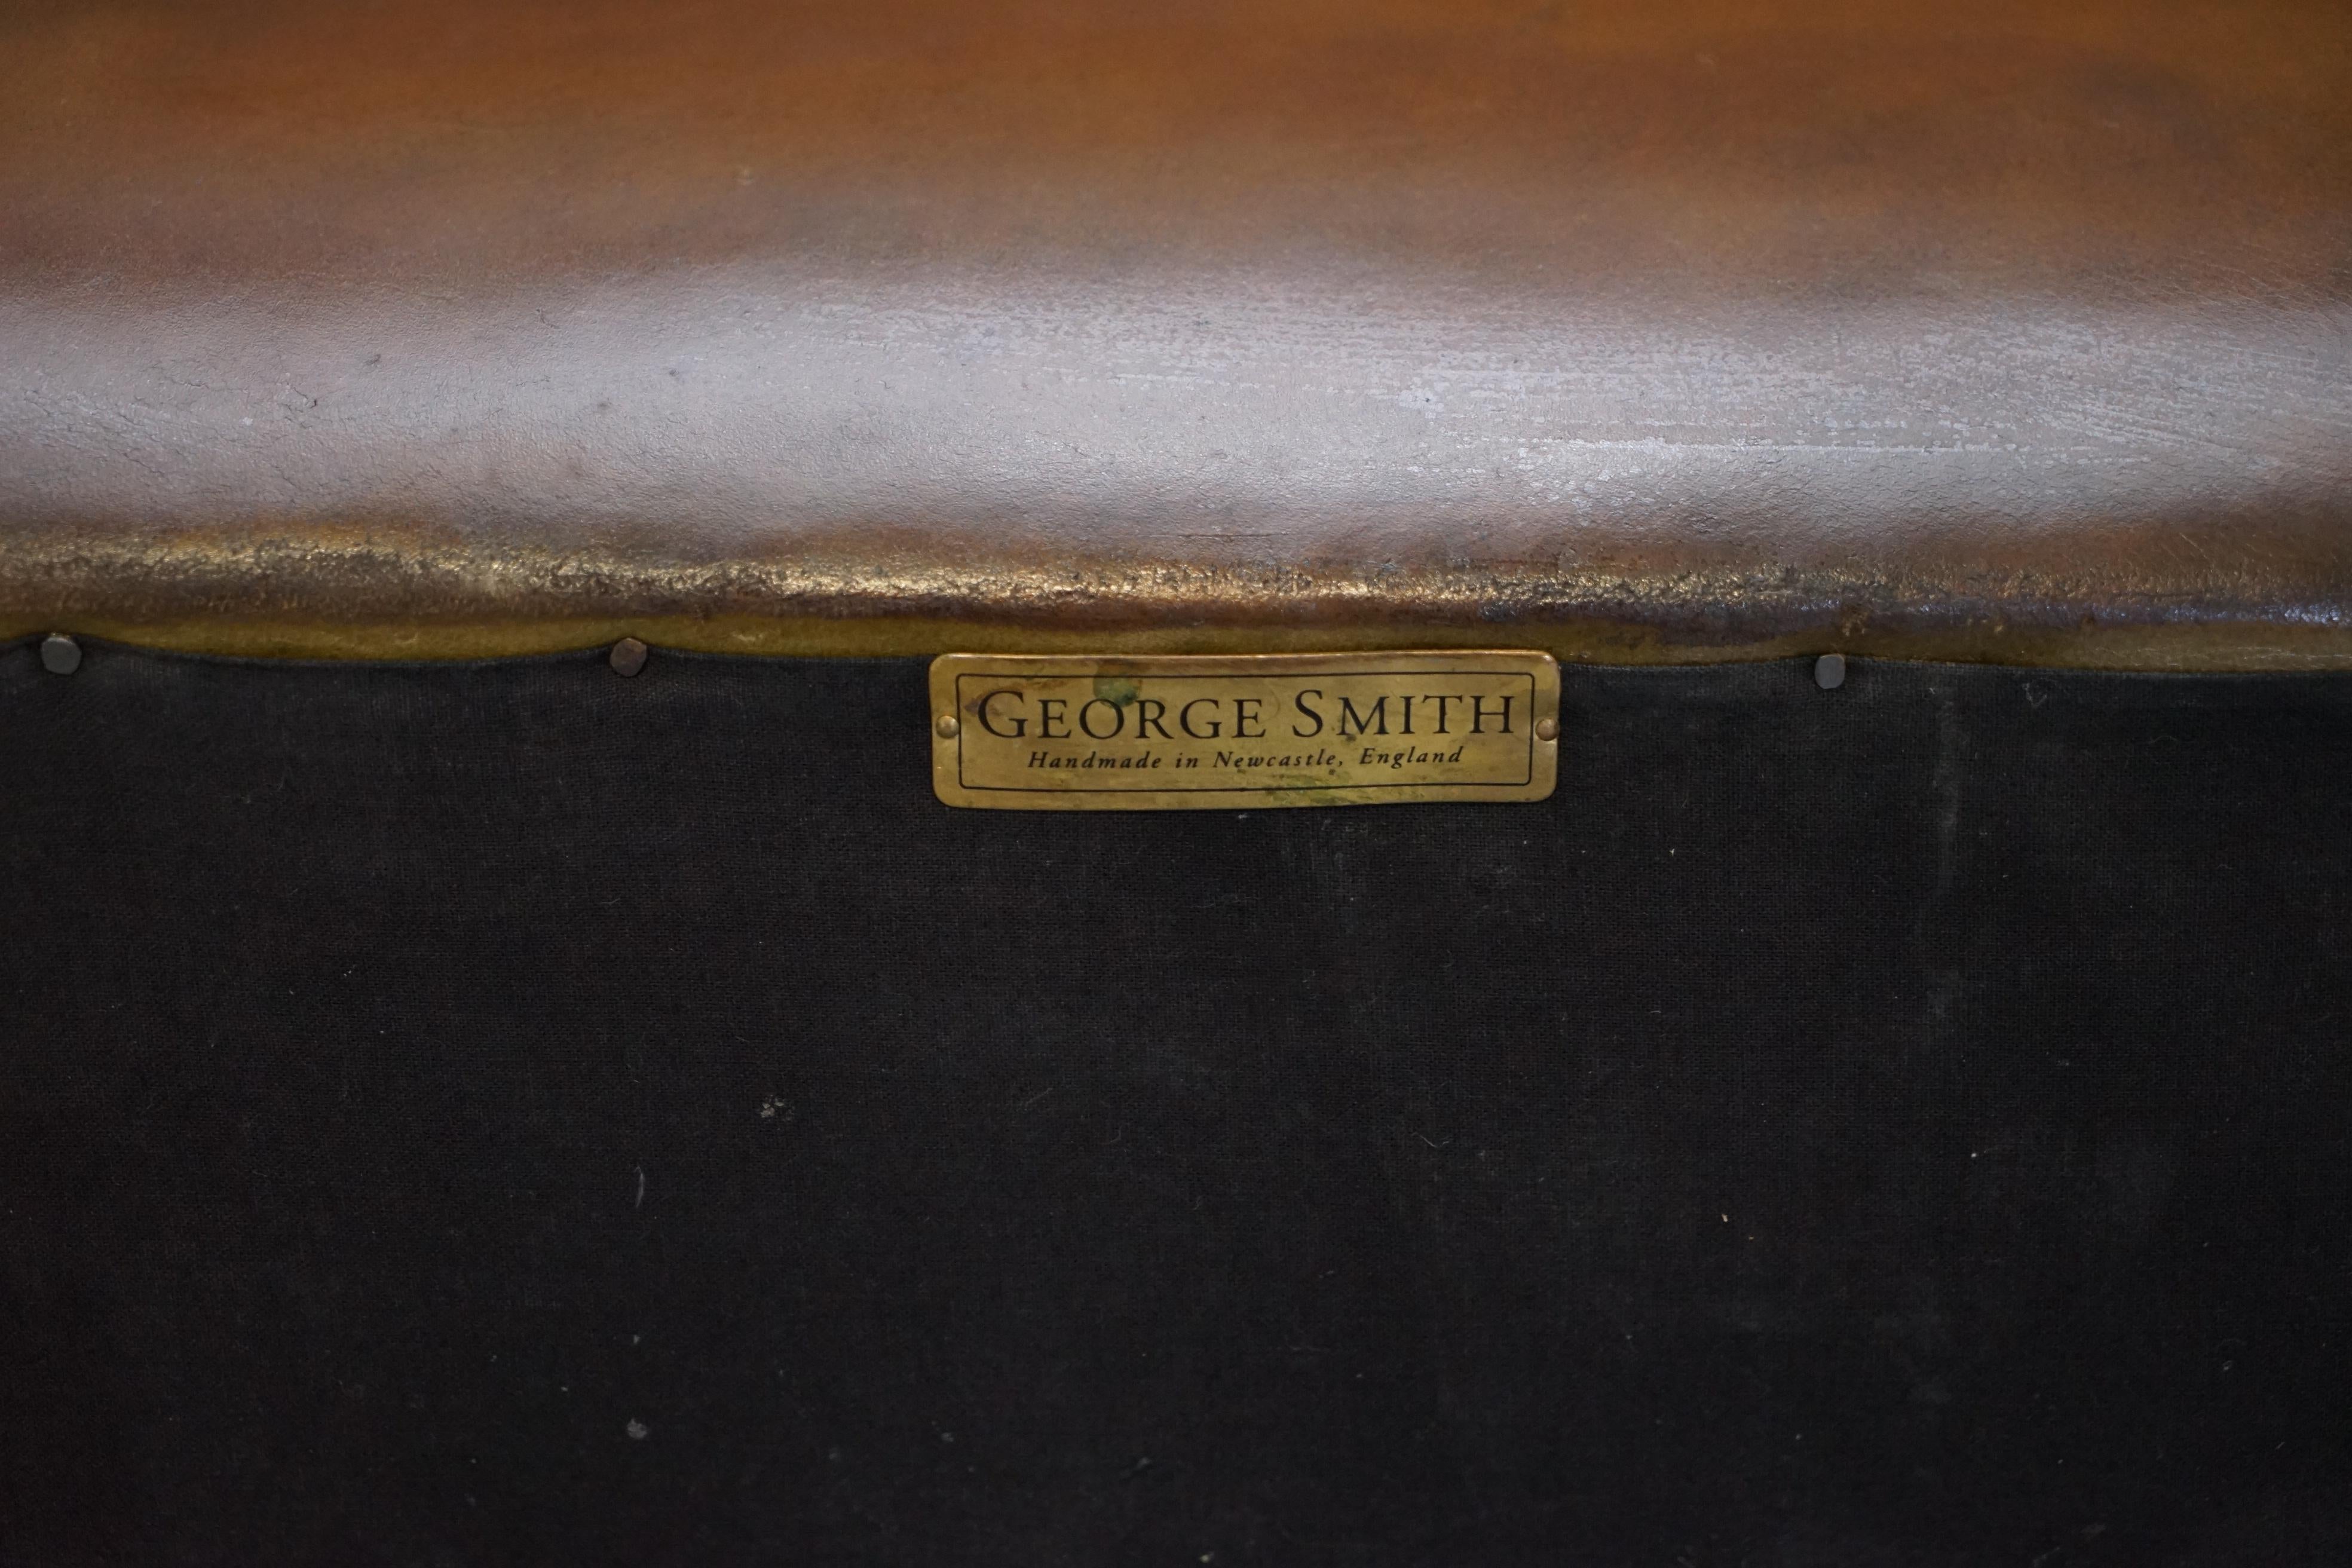 GEORGE SMITH
Handmade in Newcastle, England